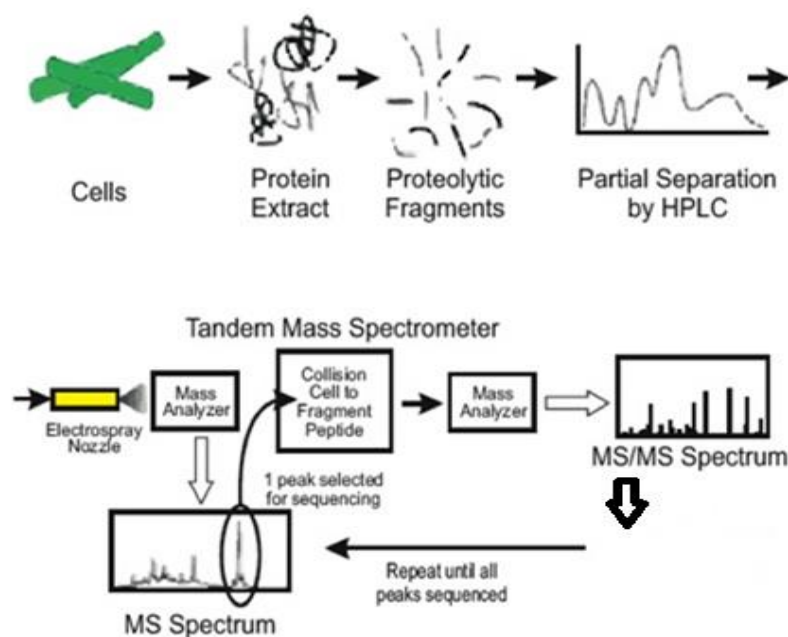 Cells
Protein
Extract
Proteolytic
Fragments
Partial Separation
by HPLC
Tandem Mass Spectrometer
Electrospray
Nozzle
Mass
Analyzer
Collision
Cell to
Fragment
Peptide
Mass
Analyzer
MS/MS Spectrum
1 peak selected
for sequencing
MS Spectrum
Repeat until all
peaks sequenced